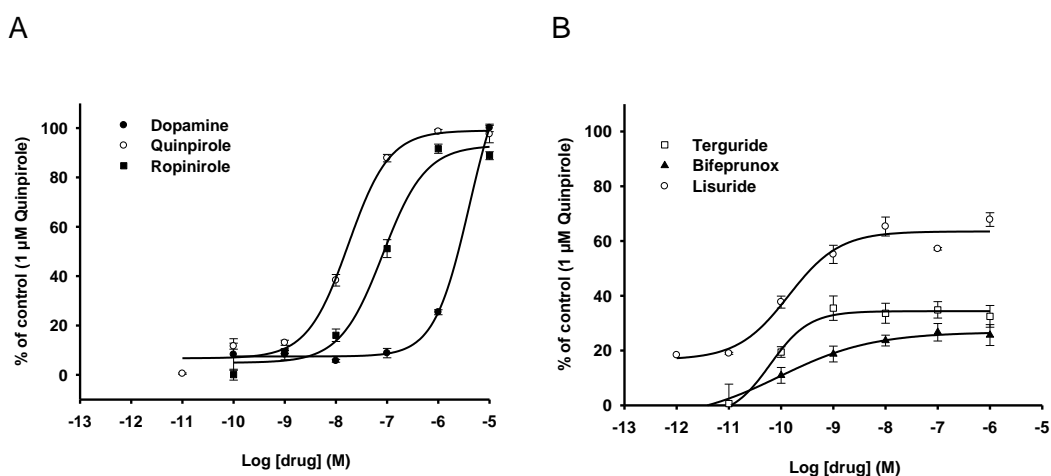 A
% of control (1 µM Quinpirole)
100
80
60
40
20
0
Dopamine
Quinpirole
Ropinirole
-13 -12 -11 -10 -9 -8 -7 -6 -5
Log [drug] (M)
B
% of control (1 µM Quinpirole)
100
80
60
40
20
0
Terguride
Bifeprunox
Lisuride
-13 -12 -11 -10 -9 -8 -7 -6 -5
Log [drug] (M)